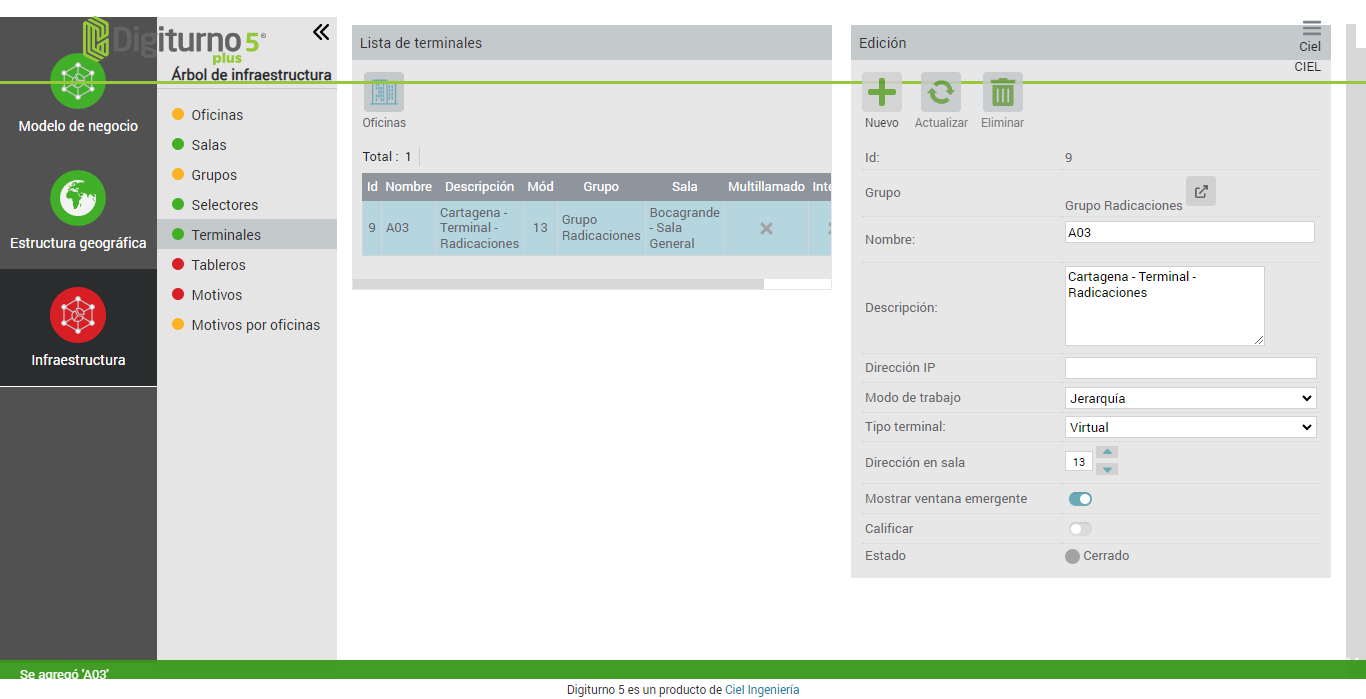 Digiturno 5®
plus
Árbol de infraestructura
Modelo de negocio
Estructura geográfica
Infraestructura
Oficinas
Salas
Grupos
Selectores
Terminales
Tableros
Motivos
Motivos por oficinas
Lista de terminales
Oficinas
Total : 1
Id Nombre Descripción Mód Grupo Sala Multillamado Inte
9 A03 Cartagena - Terminal - Radicaciones 13 Grupo Radicaciones Bocagrande - Sala General
Edición
Ciel
CIEL
Nuevo Actualizar Eliminar
Id: 9
Grupo Grupo Radicaciones
Nombre: A03
Descripción: Cartagena - Terminal -
Radicaciones
Dirección IP
Modo de trabajo Jerarquía
Tipo terminal: Virtual
Dirección en sala 13
Mostrar ventana emergente
Calificar
Estado Cerrado
Se agregó 'A03'
Digiturno 5 es un producto de Ciel Ingeniería